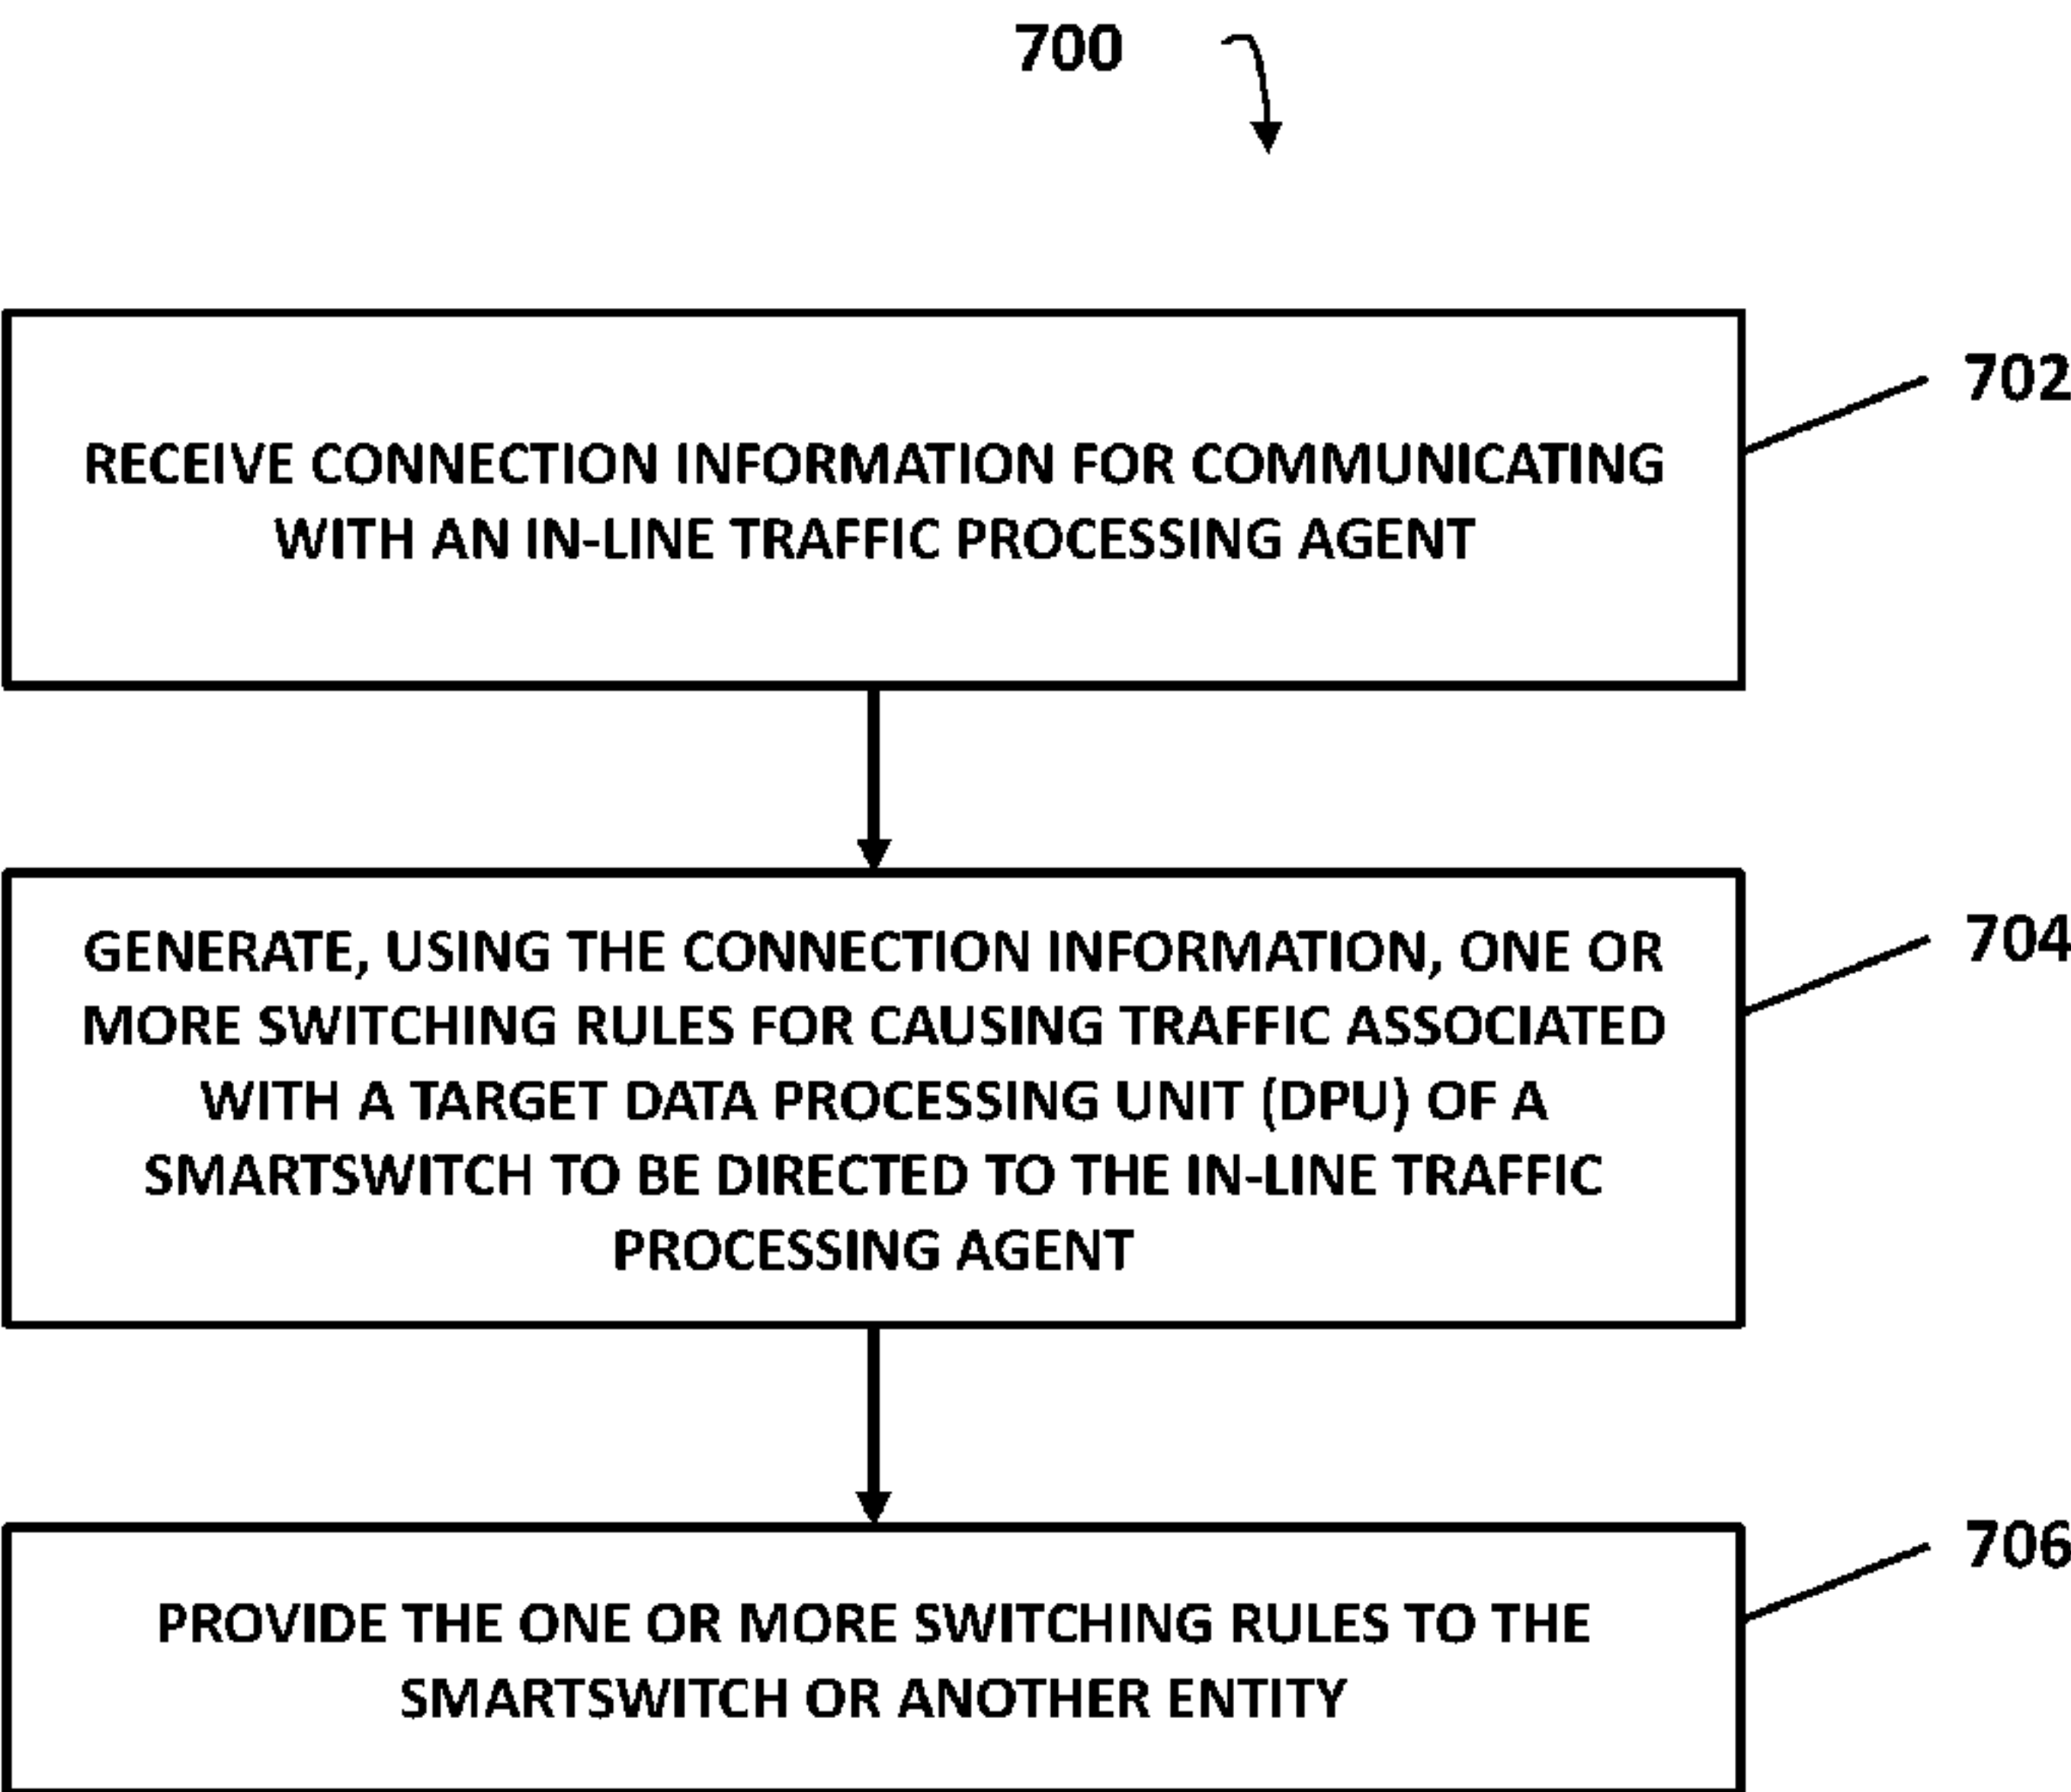 700
702
RECEIVE CONNECTION INFORMATION FOR COMMUNICATING
WITH AN IN-LINE TRAFFIC PROCESSING AGENT
704
GENERATE, USING THE CONNECTION INFORMATION, ONE OR
MORE SWITCHING RULES FOR CAUSING TRAFFIC ASSOCIATED
WITH A TARGET DATA PROCESSING UNIT (DPU) OF A
SMARTSWITCH TO BE DIRECTED TO THE IN-LINE TRAFFIC
PROCESSING AGENT
706
PROVIDE THE ONE OR MORE SWITCHING RULES TO THE
SMARTSWITCH OR ANOTHER ENTITY